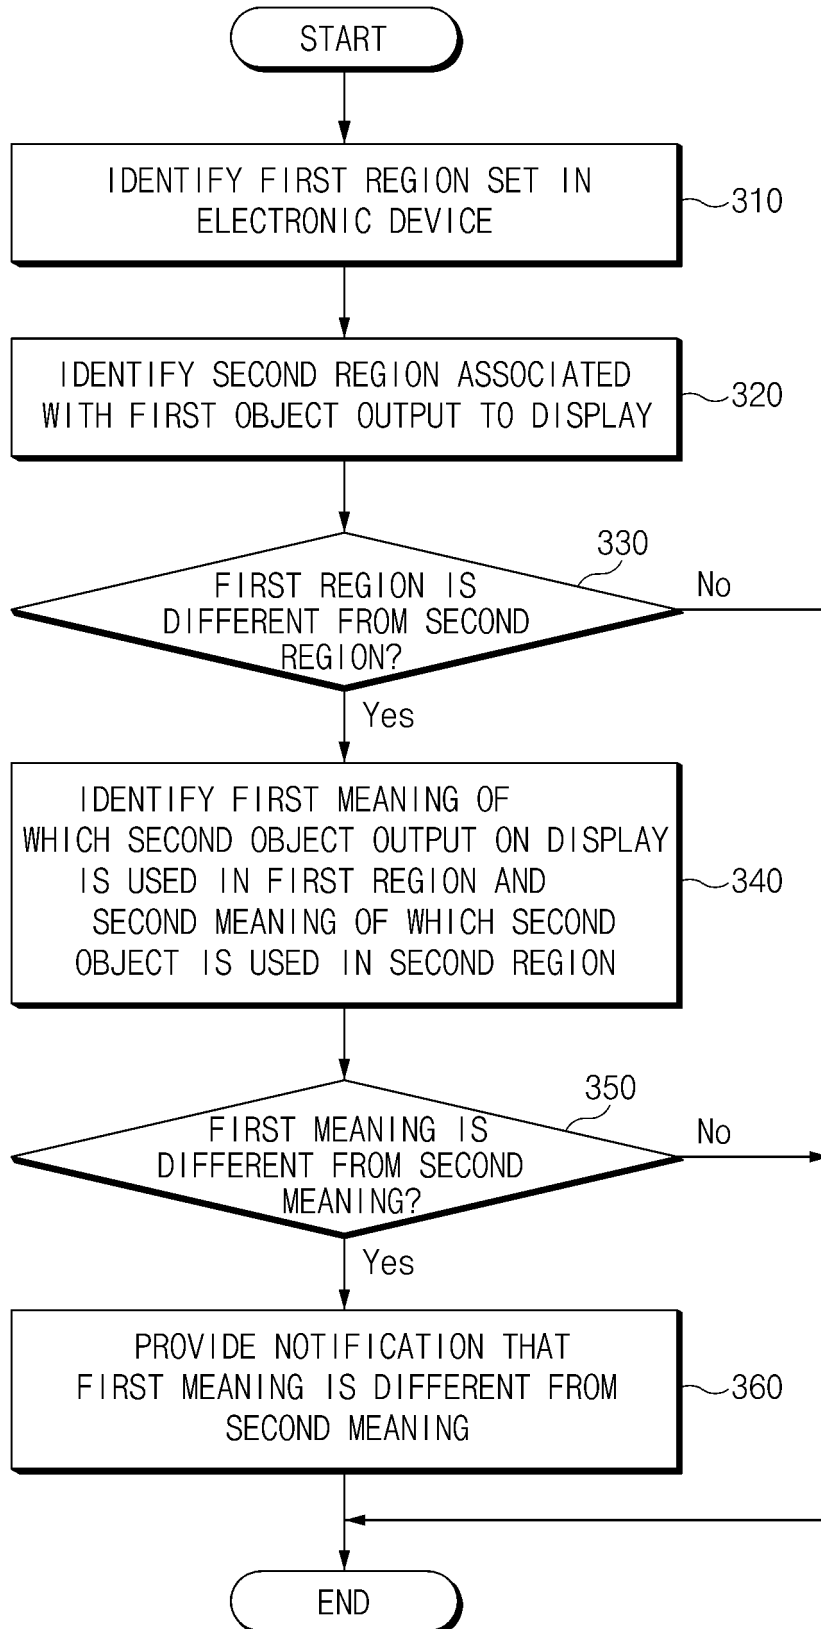 START
IDENTIFY FIRST REGION SET IN
ELECTRONIC DEVICE
310
IDENTIFY SECOND REGION ASSOCIATED
WITH FIRST OBJECT OUTPUT TO DISPLAY
320
330
FIRST REGION IS
DIFFERENT FROM SECOND
REGION?
No
Yes
IDENTIFY FIRST MEANING OF
WHICH SECOND OBJECT OUTPUT ON DISPLAY
IS USED IN FIRST REGION AND
SECOND MEANING OF WHICH SECOND
OBJECT IS USED IN SECOND REGION
340
350
FIRST MEANING IS
DIFFERENT FROM SECOND
MEANING?
No
Yes
PROVIDE NOTIFICATION THAT
FIRST MEANING IS DIFFERENT FROM
SECOND MEANING
360
END